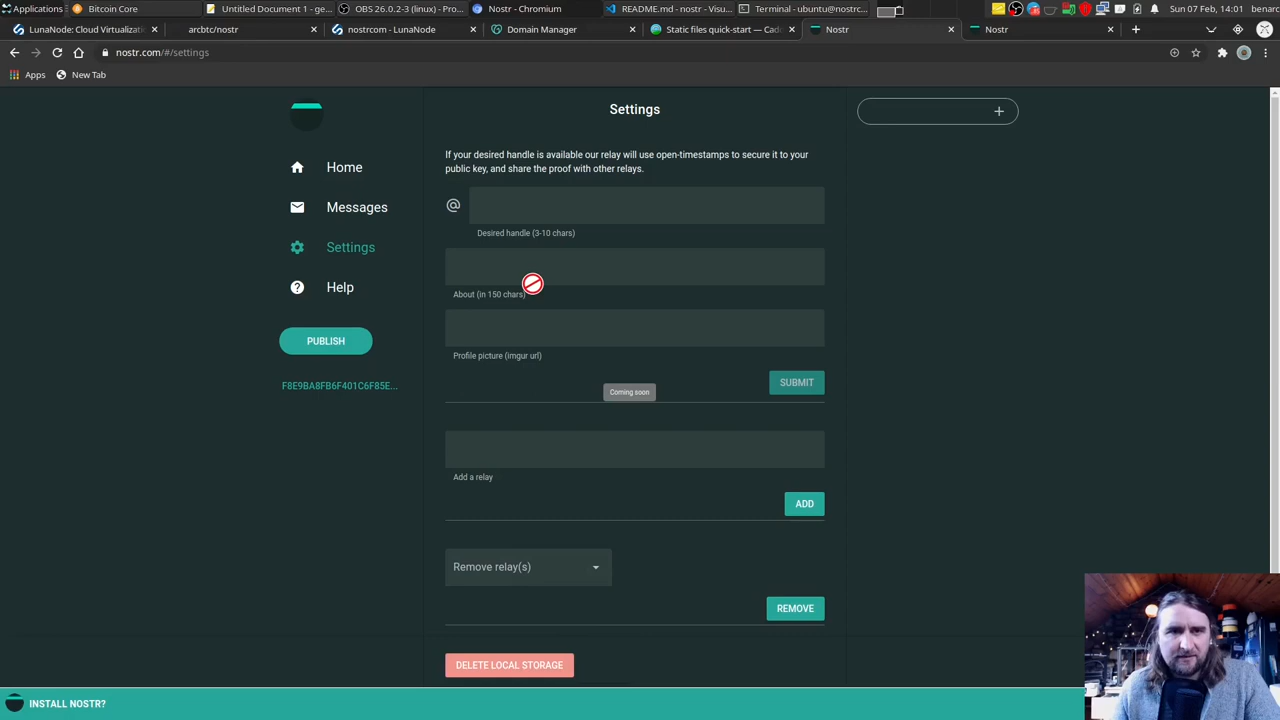 Applications
Bitcoin Core
Untitled Document 1 - ge...
OBS 26.0.2-3 (linux) - Pro...
Nostr - Chromium
README.md - nostr - Visu...
Terminal - ubuntu@nostrc...
Sun 07 Feb, 14:01 benarc
LunaNode: Cloud Virtualizati
arcbtc/nostr
nostrcom - LunaNode
Domain Manager
Static files quick-start — Cad
Nostr
Nostr
nostr.com/#/settings
Apps
New Tab
Settings
Home
Messages
Settings
Help
PUBLISH
F8E9BA8FB6F401C6F85E...
If your desired handle is available our relay will use open-timestamps to secure it to your
public key, and share the proof with other relays.
@
Desired handle (3-10 chars)
About (in 150 chars)
Profile picture (imgur url)
SUBMIT
Coming soon
Add a relay
ADD
Remove relay(s)
REMOVE
DELETE LOCAL STORAGE
INSTALL NOSTR?